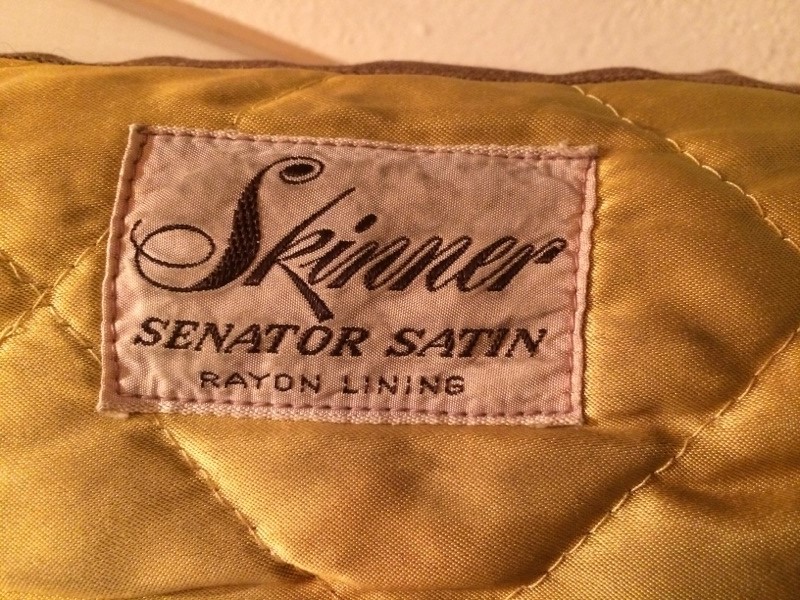 Skinner
SENATOR SATIN
RAYON LINING